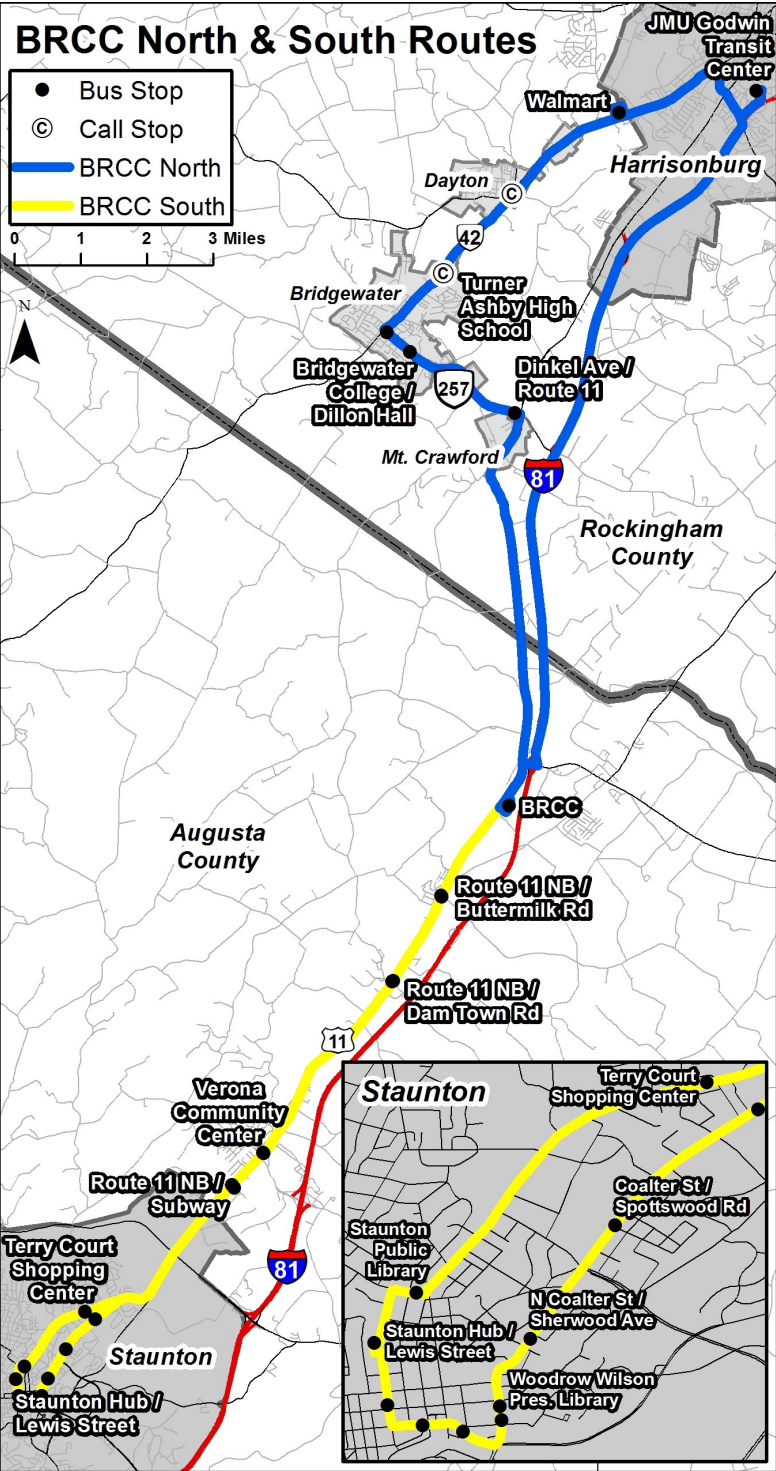 BRCC North & South Routes
Bus Stop
© Call Stop
BRCC North
BRCC South
0 1 2 3 Miles
N
JMU Godwin
Transit
Center
Walmart
Harrisonburg
Dayton
©
42
©
Turner
Ashby High
School
Bridgewater
Bridgewater
College /
Dillon Hall
257
Dinkel Ave /
Route 11
Mt. Crawford
81
Rockingham
County
BRCC
Augusta
County
Route 11 NB /
Buttermilk Rd
Route 11 NB /
Dam Town Rd
11
Verona
Community
Center
Route 11 NB /
Subway
Terry Court
Shopping
Center
81
Staunton
Staunton Hub /
Lewis Street
Staunton
Terry Court
Shopping Center
Coalter St /
Spottswood Rd
Staunton
Public
Library
N Coalter St /
Sherwood Ave
Staunton Hub /
Lewis Street
Woodrow Wilson
Pres. Library